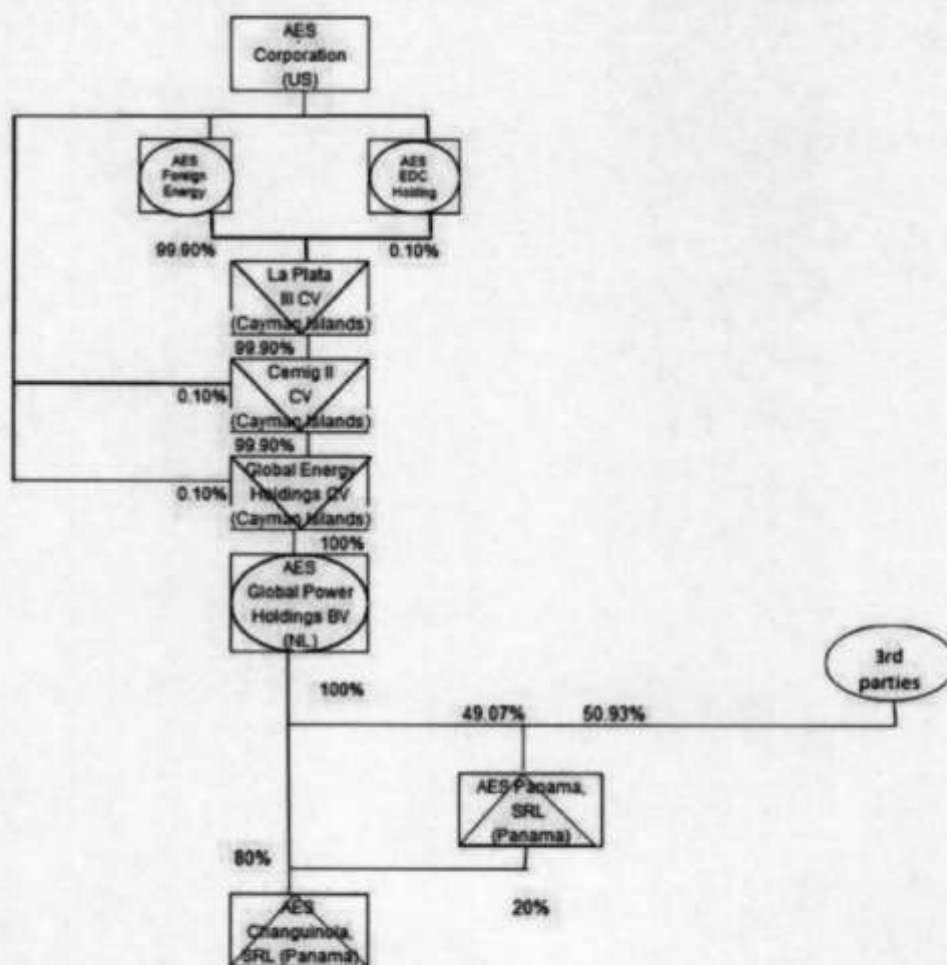 AES
Corporation
(US)
AES
Foreign
Energy
AES
EDC
Holding
99.90%
0.10%
La Plata
III CV
(Cayman Islands)
99.90%
Cemig II
CV
(Cayman Islands)
0.10%
99.90%
Global Energy
Holdings CV
(Cayman Islands)
0.10%
100%
AES
Global Power
Holdings BV
(NL)
3rd
parties
100%
49.07%
50.93%
AES Panama,
SRL
(Panama)
80%
20%
AES
Changuinola,
SRL (Panama)